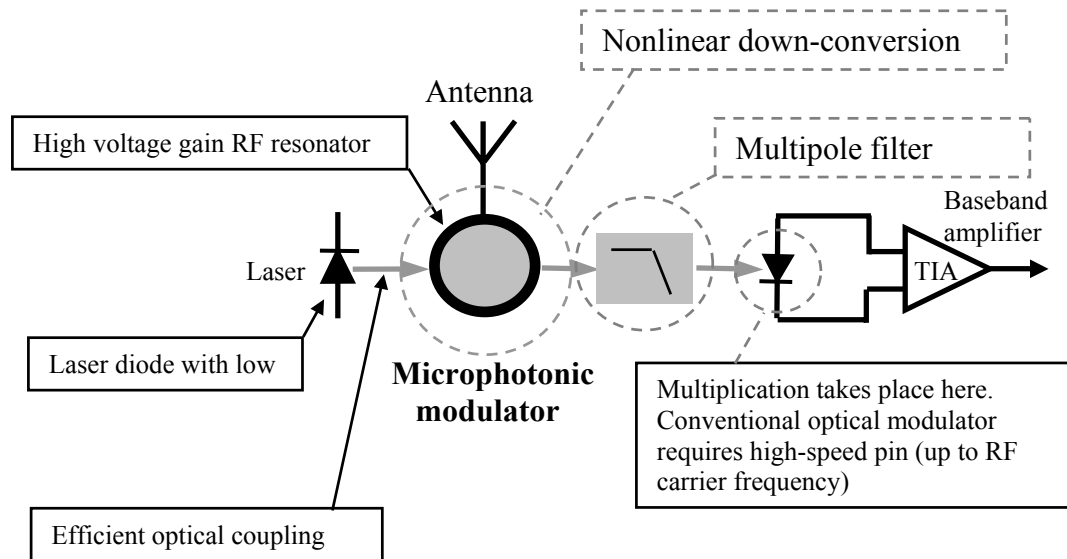 Nonlinear down-conversion
Antenna
High voltage gain RF resonator
Multipole filter
Baseband
amplifier
Laser
TIA
Laser diode with low
Microphotonic
modulator
Multiplication takes place here.
Conventional optical modulator
requires high-speed pin (up to RF
carrier frequency)
Efficient optical coupling